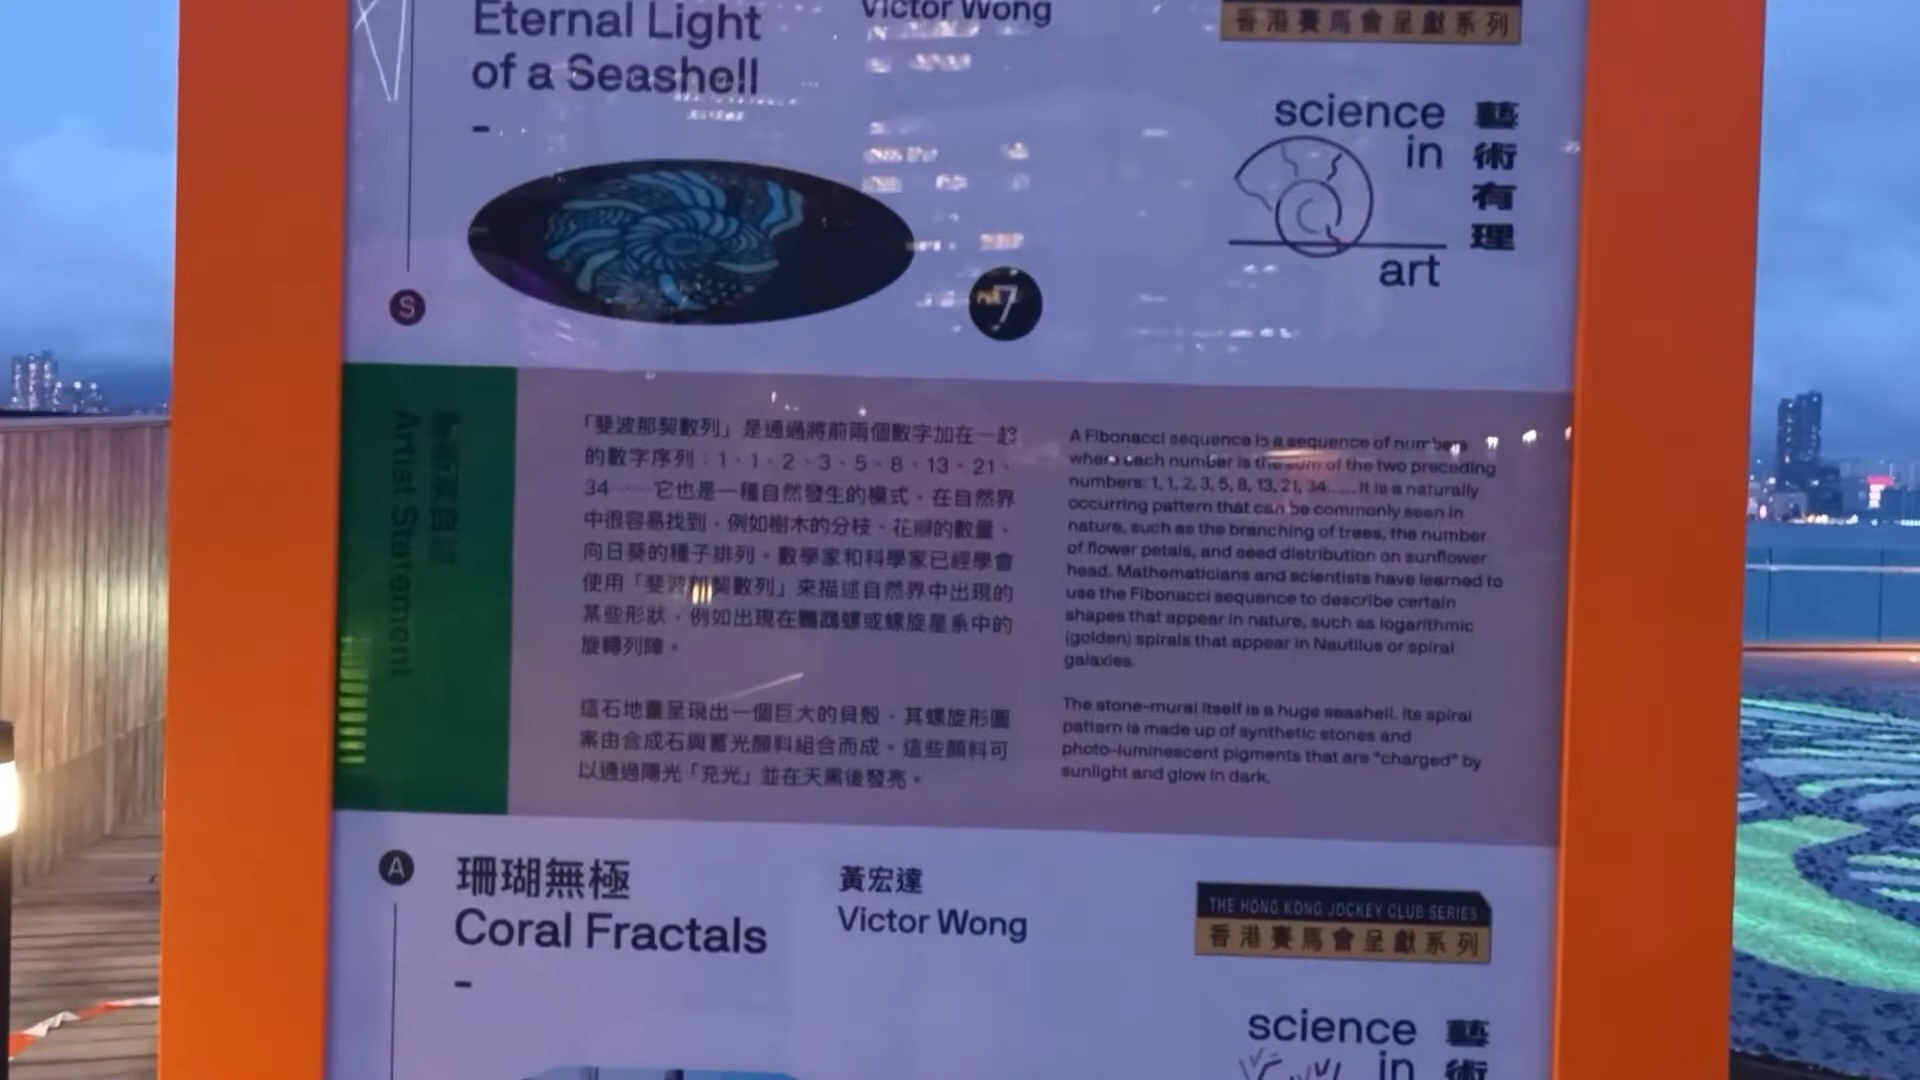 Eternal Light
of a Seashell
Victor Wong
香港賽馬會呈獻系列
science
in
art
藝
術
有
理
S
7
藝術家自述
Artist Statement
「斐波那契數列」是通過將前兩個數字加在一起
的數字序列：1、1、2、3、5、8、13、21、
34……它也是一種自然發生的模式，在自然界
中很容易找到，例如樹木的分枝、花瓣的數量、
向日葵的種子排列。數學家和科學家已經學會
使用「斐波那契數列」來描述自然界中出現的
某些形狀，例如出現在鸚鵡螺或螺旋星系中的
旋轉列陣。
這石地畫呈現出一個巨大的貝殼，其螺旋形圖
案由合成石與蓄光顏料組合而成。這些顏料可
以通過陽光「充光」並在天黑後發亮。
A Fibonacci sequence is a sequence of numbers
where each number is the sum of the two preceding
numbers: 1, 1, 2, 3, 5, 8, 13, 21, 34...... It is a naturally
occurring pattern that can be commonly seen in
nature, such as the branching of trees, the number
of flower petals, and seed distribution on sunflower
head. Mathematicians and scientists have learned to
use the Fibonacci sequence to describe certain
shapes that appear in nature, such as logarithmic
(golden) spirals that appear in Nautilus or spiral
galaxies.
The stone-mural itself is a huge seashell. Its spiral
pattern is made up of synthetic stones and
photo-luminescent pigments that are "charged" by
sunlight and glow in dark.
A
珊瑚無極
Coral Fractals
黃宏達
Victor Wong
THE HONG KONG JOCKEY CLUB SERIES
香港賽馬會呈獻系列
science
in
藝
術